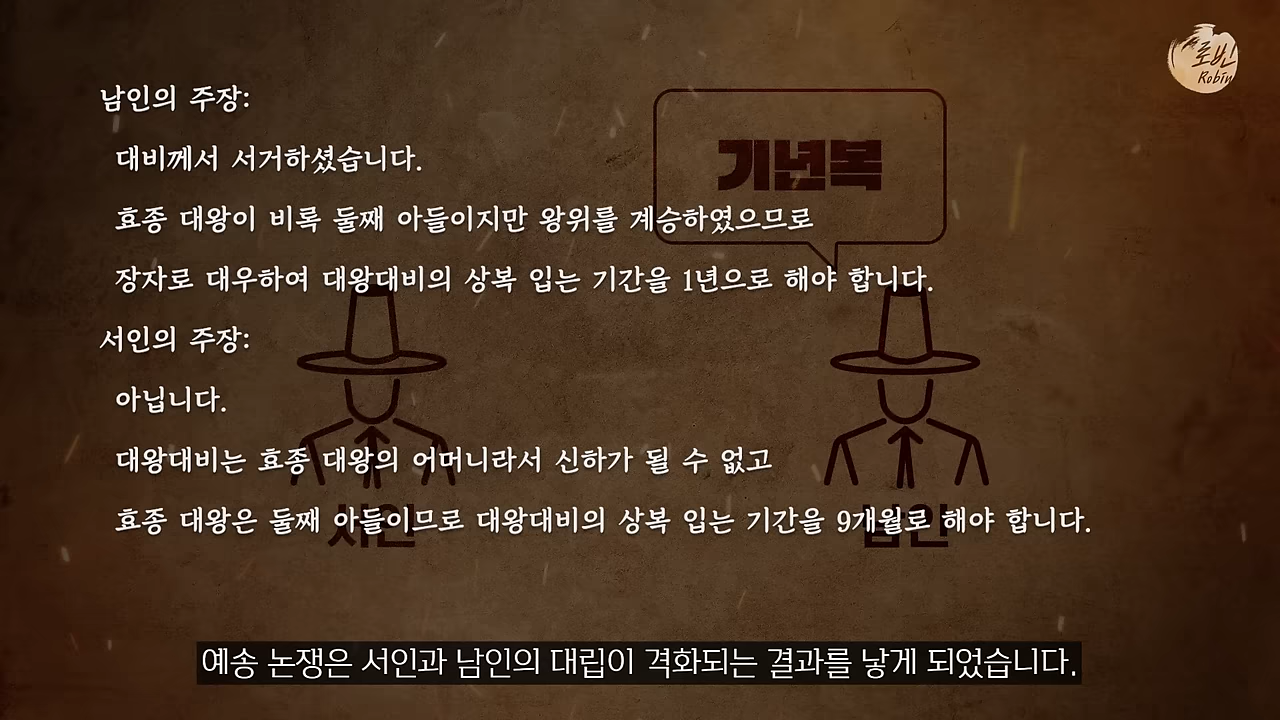 로빈
Robin
기년복
남인의 주장:
대비께서 서거하셨습니다.
효종 대왕이 비록 둘째 아들이지만 왕위를 계승하였으므로
장자로 대우하여 대왕대비의 상복 입는 기간을 1년으로 해야 합니다.
서인의 주장:
아닙니다.
대왕대비는 효종 대왕의 어머니라서 신하가 될 수 없고
효종 대왕은 둘째 아들이므로 대왕대비의 상복 입는 기간을 9개월로 해야 합니다.
서인
남인
예송 논쟁은 서인과 남인의 대립이 격화되는 결과를 낳게 되었습니다.